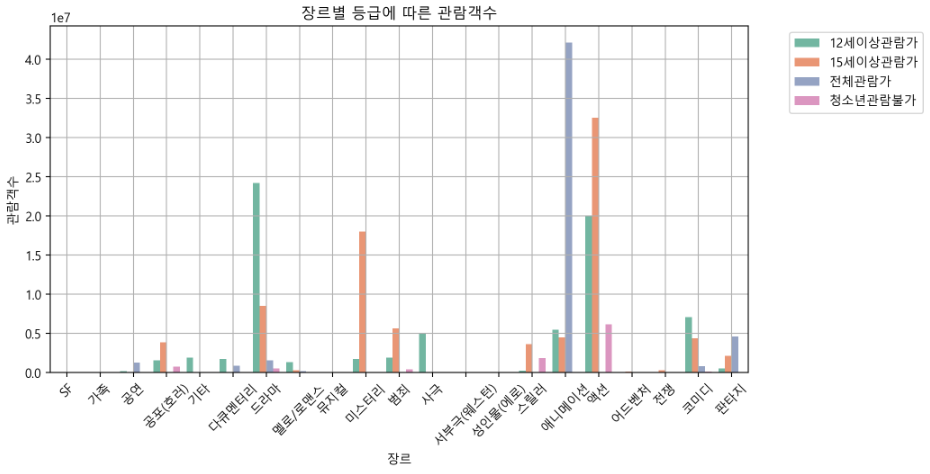 장르별 등급에 따른 관람객수
1e7
4.0
3.5
3.0
2.5
2.0
1.5
1.0
0.5
0.0
관람객수
SF
가족
공연
공포(호러)
기타
다큐멘터리
드라마
멜로/로맨스
뮤지컬
미스터리
범죄
사극
서부극(웨스턴)
성인물(에로)
스릴러
애니메이션
액션
어드벤처
전쟁
코미디
판타지
장르
12세이상관람가
15세이상관람가
전체관람가
청소년관람불가